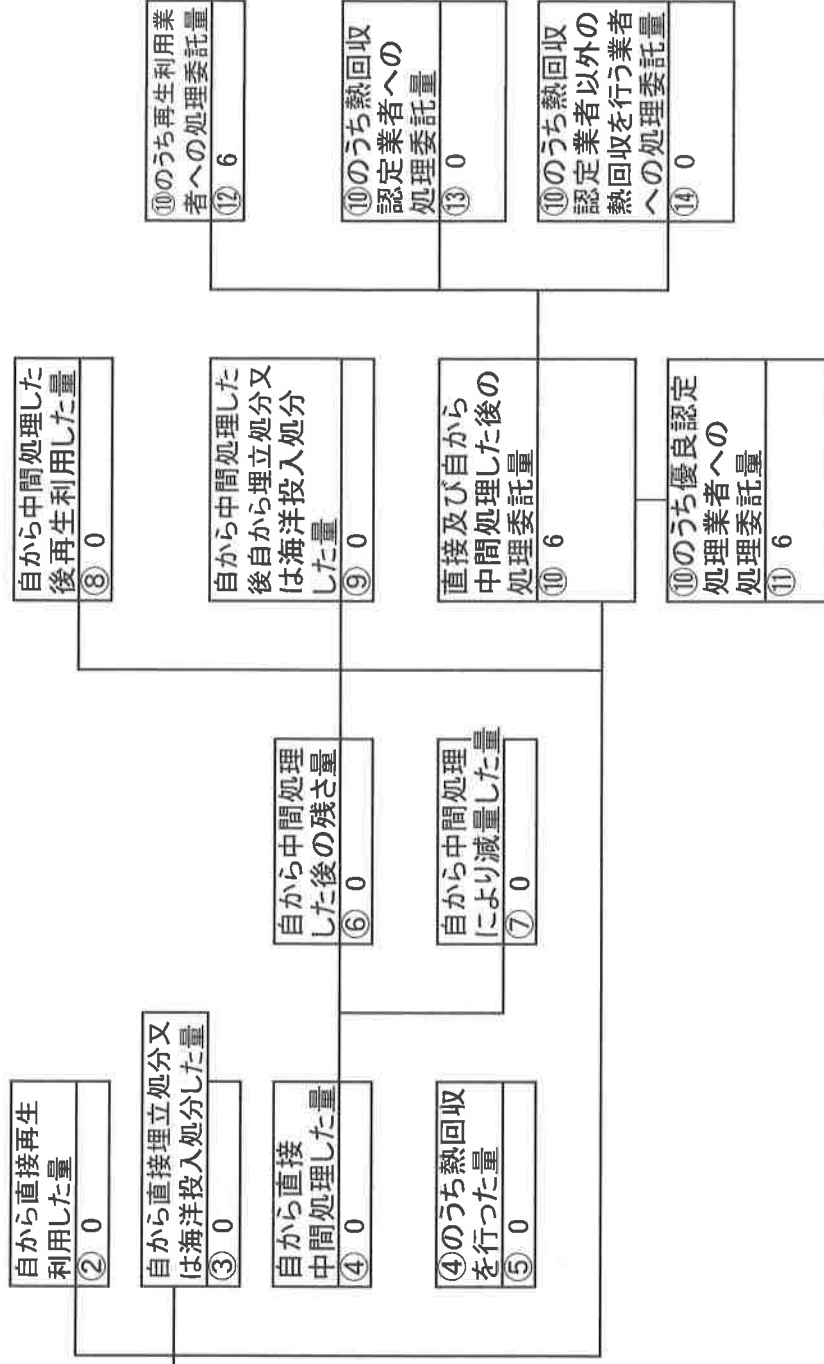 自から直接再生
利用した量
② 0
自から直接埋立処分又
は海洋投入処分した量
③ 0
自から直接
中間処理した量
④ 0
④のうち熱回収
を行った量
⑤ 0
自から中間処理
した後の残さ量
⑥ 0
自から中間処理
により減量した量
⑦ 0
自から中間処理した
後再生利用した量
⑧ 0
自から中間処理した
後自から埋立処分又
は海洋投入処分
した量
⑨ 0
直接及び自から
中間処理した後の
処理委託量
⑩ 6
⑩のうち優良認定
処理業者への
処理委託量
⑪ 6
⑩のうち再生利用業
者への処理委託量
⑫ 6
⑩のうち熱回収
認定業者への
処理委託量
⑬ 0
⑩のうち熱回収
認定業者以外の
熱回収を行う業者
への処理委託量
⑭ 0